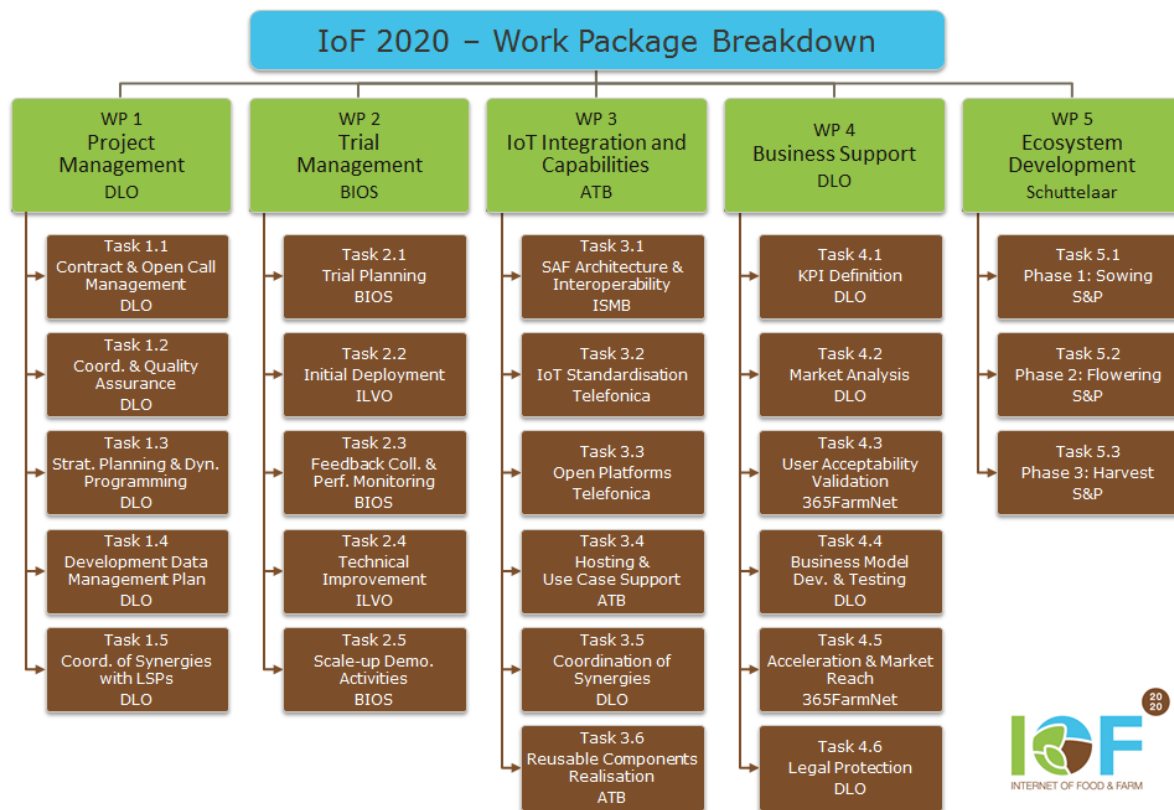 IoF 2020 – Work Package Breakdown
WP 1
Project
Management
DLO
Task 1.1
Contract & Open Call
Management
DLO
Task 1.2
Coord. & Quality
Assurance
DLO
Task 1.3
Strat. Planning & Dyn.
Programming
DLO
Task 1.4
Development Data
Management Plan
DLO
Task 1.5
Coord. of Synergies
with LSPs
DLO
WP 2
Trial
Management
BIOS
Task 2.1
Trial Planning
BIOS
Task 2.2
Initial Deployment
ILVO
Task 2.3
Feedback Coll. &
Perf. Monitoring
BIOS
Task 2.4
Technical
Improvement
ILVO
Task 2.5
Scale-up Demo.
Activities
BIOS
WP 3
IoT Integration and
Capabilities
ATB
Task 3.1
SAF Architecture &
Interoperability
ISMB
Task 3.2
IoT Standardisation
Telefonica
Task 3.3
Open Platforms
Telefonica
Task 3.4
Hosting &
Use Case Support
ATB
Task 3.5
Coordination of
Synergies
DLO
Task 3.6
Reusable Components
Realisation
ATB
WP 4
Business Support
DLO
Task 4.1
KPI Definition
DLO
Task 4.2
Market Analysis
DLO
Task 4.3
User Acceptability
Validation
365FarmNet
Task 4.4
Business Model
Dev. & Testing
DLO
Task 4.5
Acceleration & Market
Reach
365FarmNet
Task 4.6
Legal Protection
DLO
WP 5
Ecosystem
Development
Schuttelaar
Task 5.1
Phase 1: Sowing
S&P
Task 5.2
Phase 2: Flowering
S&P
Task 5.3
Phase 3: Harvest
S&P
20
20
IOF
INTERNET OF FOOD & FARM